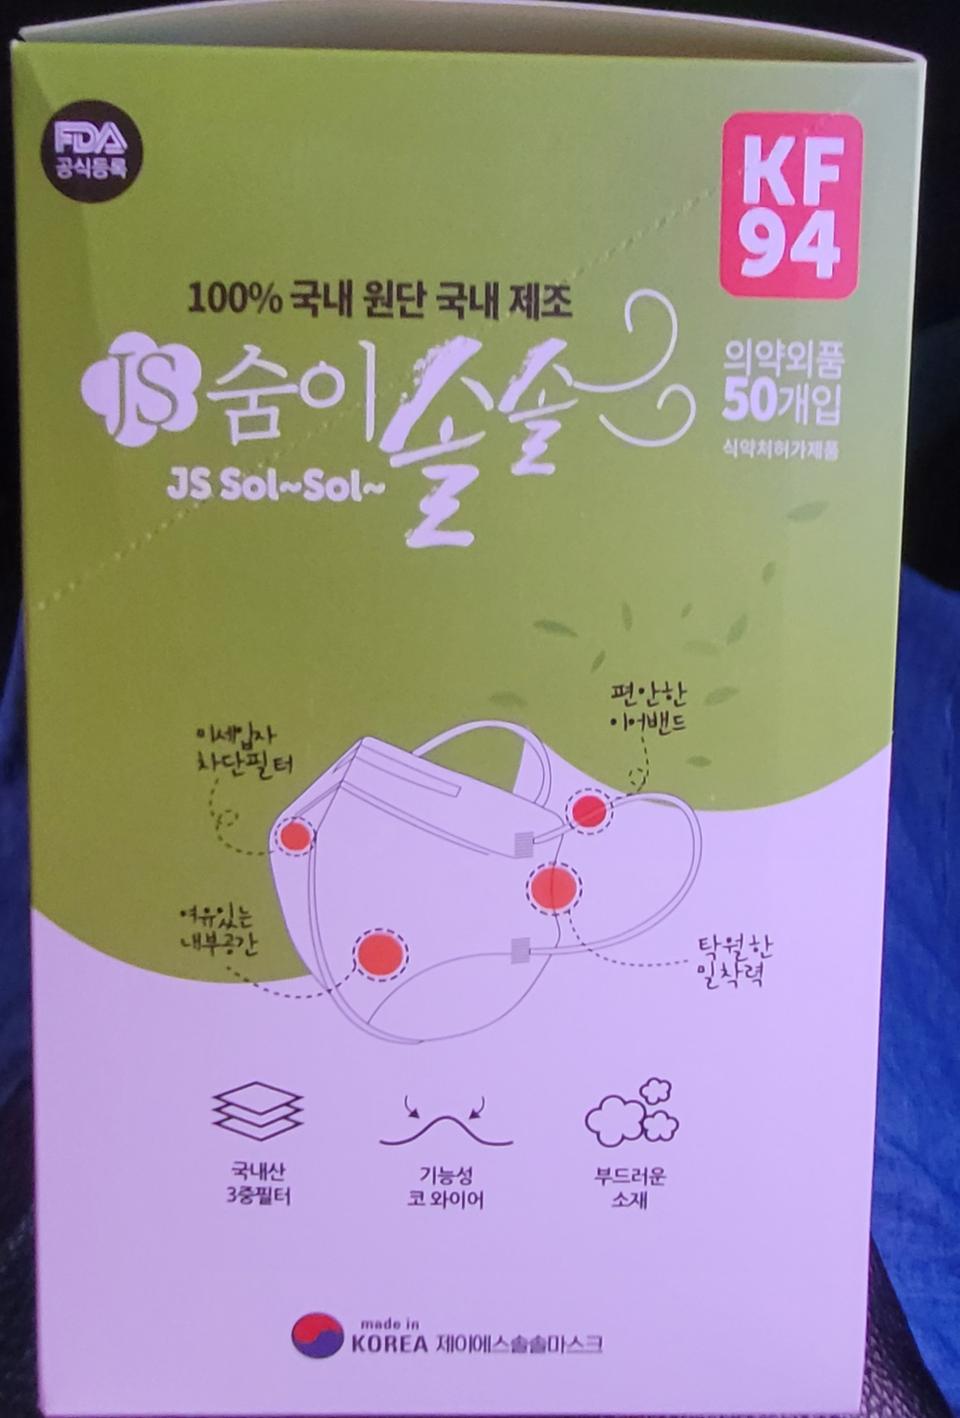 FDA
공식등록
KF
94
100% 국내 원단 국내 제조
JS 숨이 솔솔
JS Sol~Sol~
의약외품
50개입
식약처허가제품
편안한
이어밴드
미세입자
차단필터
여유있는
내부공간
탁월한
밀착력
국내산
3중필터
기능성
코 와이어
부드러운
소재
made in
KOREA 제이에스솔솔마스크